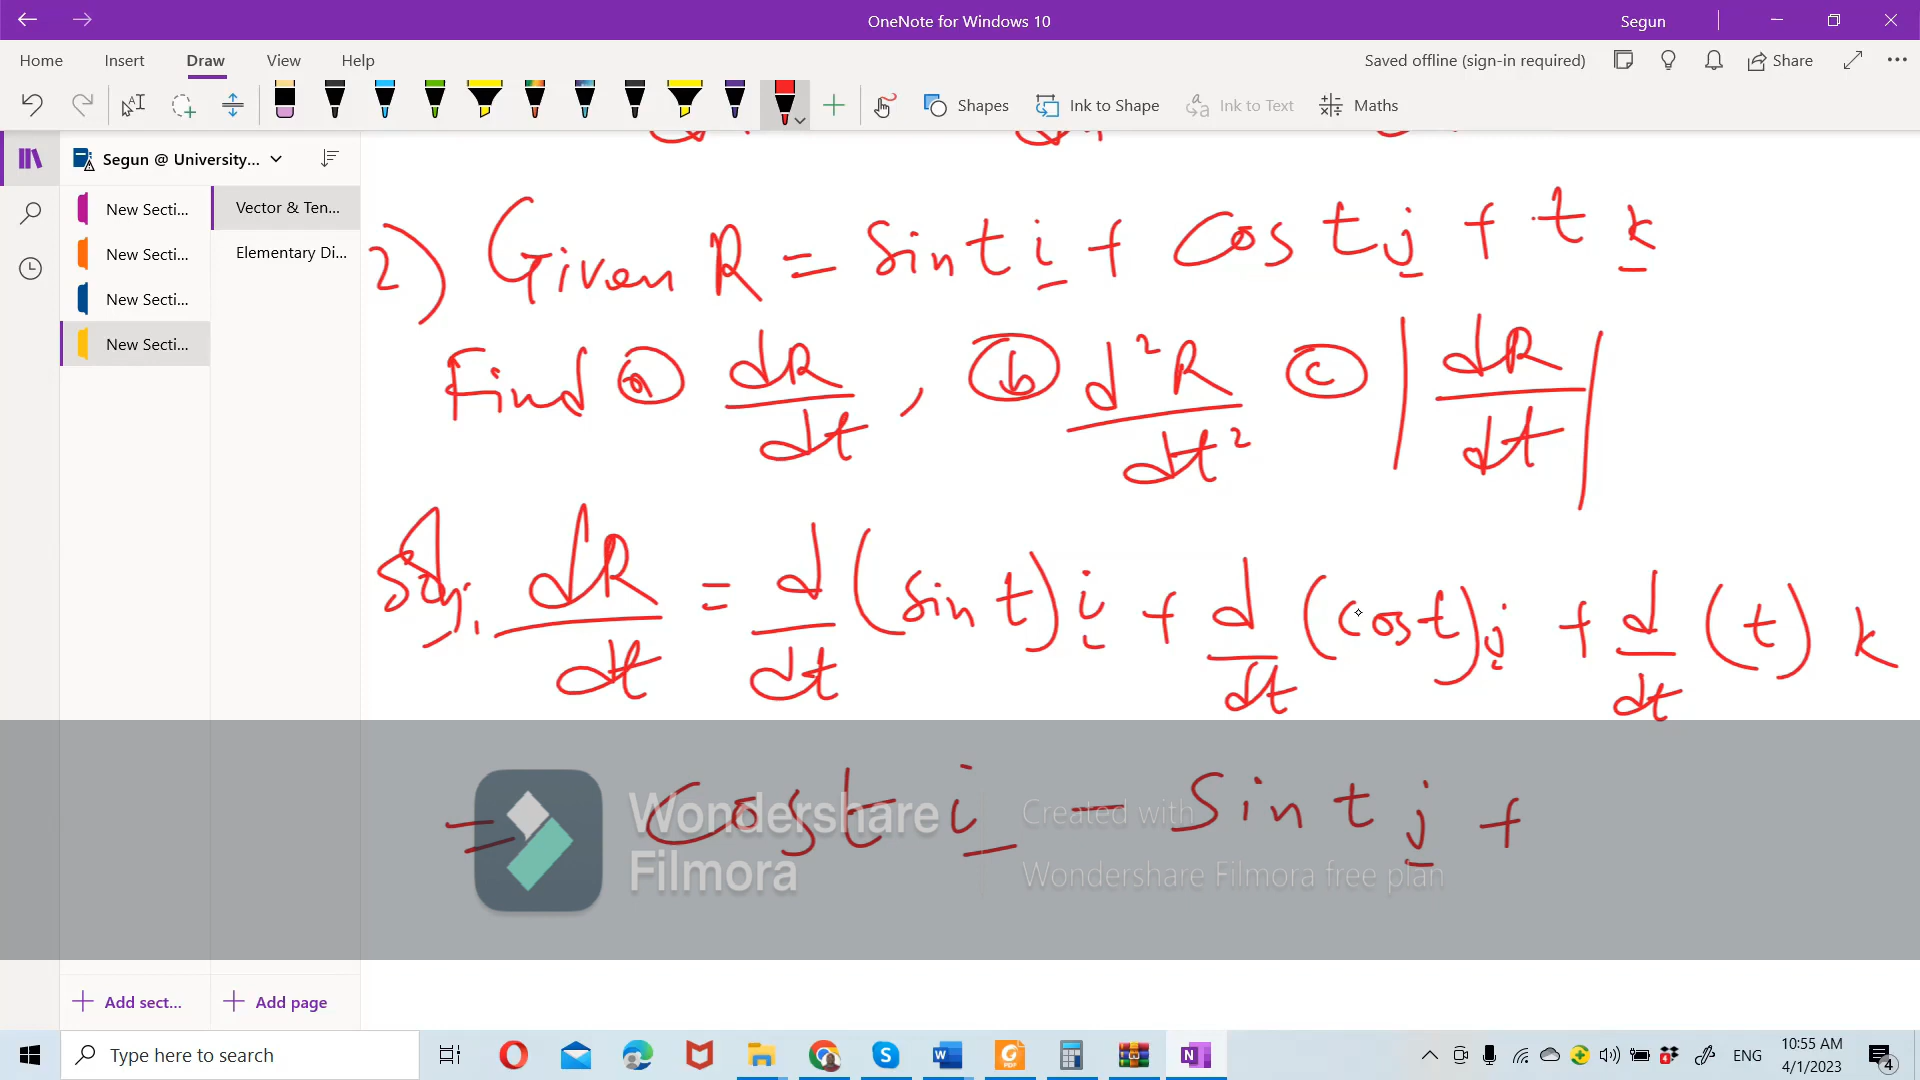 OneNote for Windows 10
Segun
Home Insert Draw View Help
Saved offline (sign-in required) Share
Shapes Ink to Shape Ink to Text Maths
Segun @ University...
New Secti...
New Secti...
New Secti...
New Secti...
Vector & Ten...
Elementary Di...
2) Given R = Sin t i + Cos t j + t k
Find (a) dR/dt , (b) d²R/dt² (c) |dR/dt|
Soln. dR/dt = d/dt (sin t) i + d/dt (cos t) j + d/dt (t) k
= Cos t i - Sin t j +
Wondershare Filmora
Created with
Wondershare Filmora free plan
Add sect... Add page
Type here to search
ENG
10:55 AM
4/1/2023
4